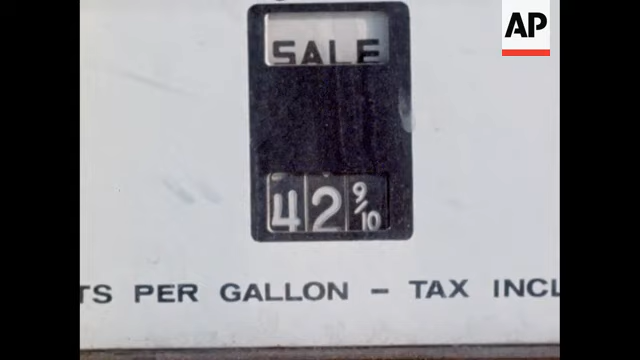 AP
SALE
42 9/10
TS PER GALLON – TAX INCL